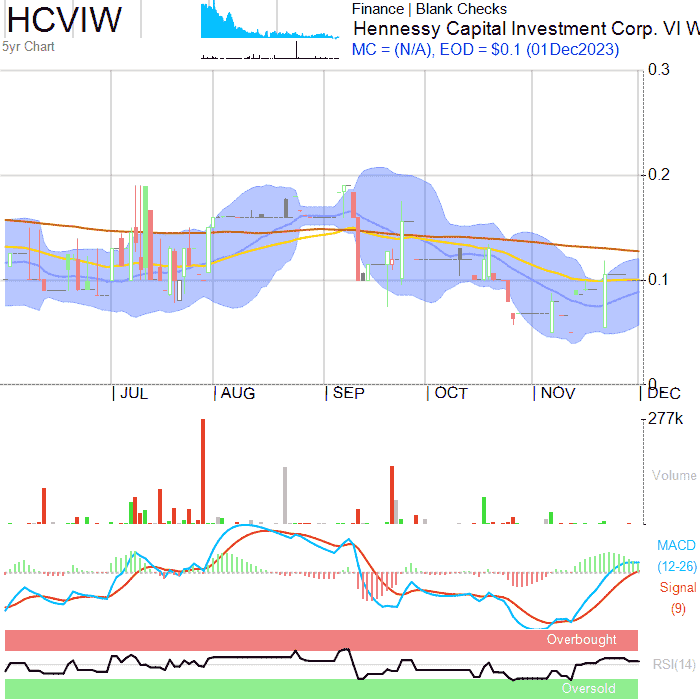 HCVIW
5yr Chart
Finance | Blank Checks
Hennessy Capital Investment Corp. VI W
MC = (N/A), EOD = $0.1 (01Dec2023)
0.3
0.2
0.1
0
JUL AUG SEP OCT NOV DEC
277k
Volume
MACD
(12-26)
Signal
(9)
Overbought
RSI(14)
Oversold